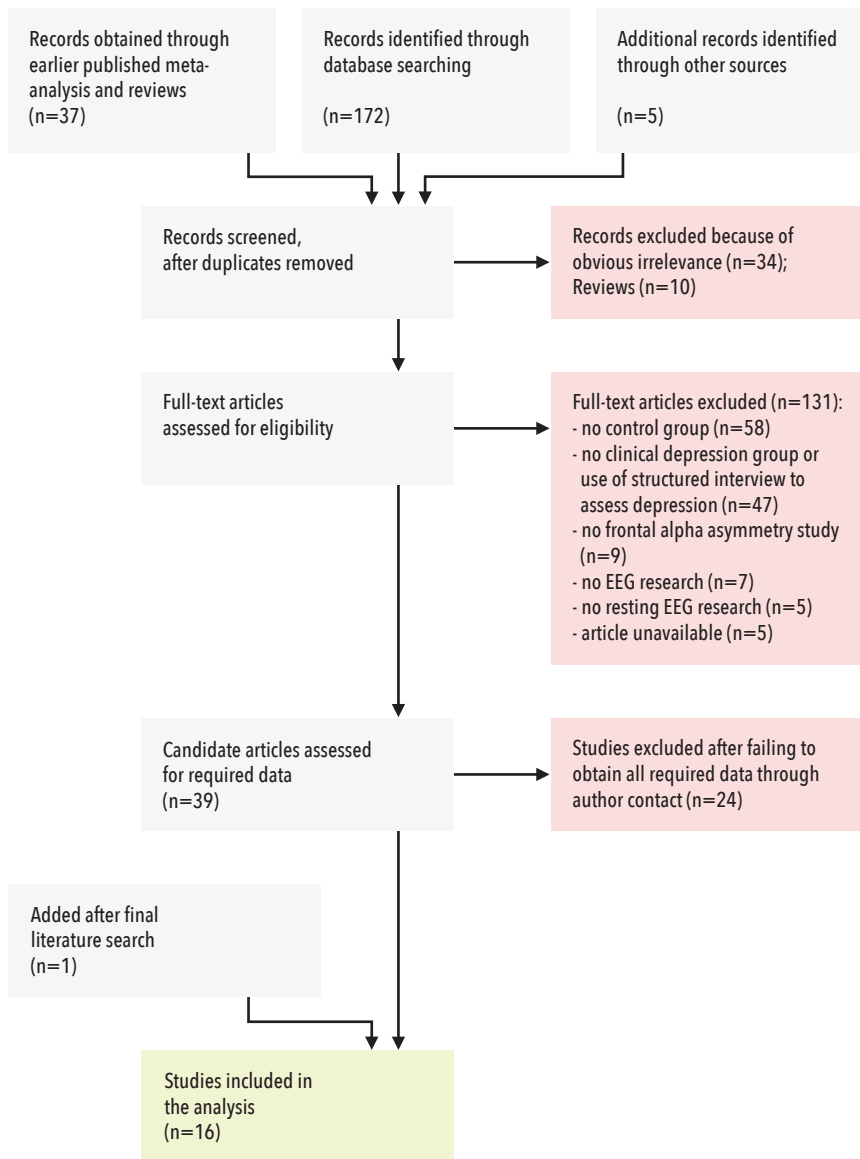 Records obtained through
earlier published meta-
analysis and reviews
(n=37)
Records identified through
database searching
(n=172)
Additional records identified
through other sources
(n=5)
Records screened,
after duplicates removed
Records excluded because of
obvious irrelevance (n=34);
Reviews (n=10)
Full-text articles
assessed for eligibility
Full-text articles excluded (n=131):
- no control group (n=58)
- no clinical depression group or
use of structured interview to
assess depression (n=47)
- no frontal alpha asymmetry study
(n=9)
- no EEG research (n=7)
- no resting EEG research (n=5)
- article unavailable (n=5)
Candidate articles assessed
for required data
(n=39)
Studies excluded after failing to
obtain all required data through
author contact (n=24)
Added after final
literature search
(n=1)
Studies included in
the analysis
(n=16)